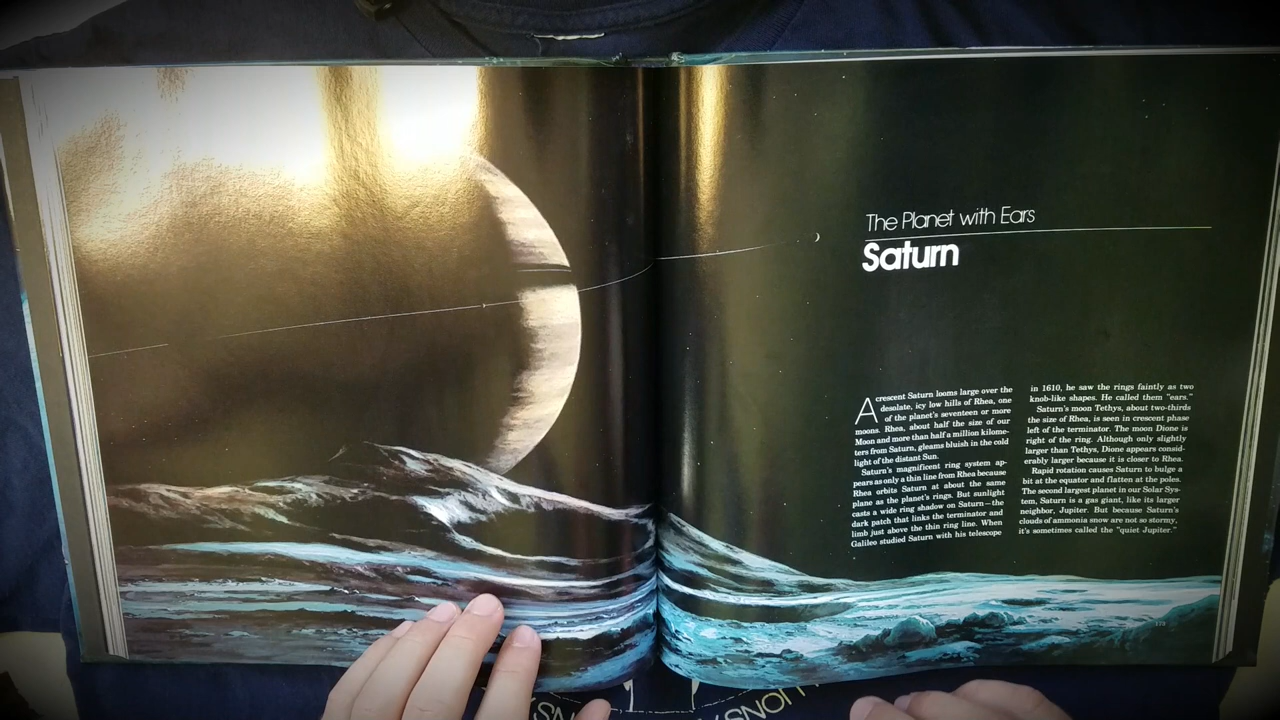 The Planet with Ears
Saturn
A crescent Saturn looms large over the
desolate, icy low hills of Rhea, one
of the planet's seventeen or more
moons. Rhea, about half the size of our
Moon and more than half a million kilome-
ters from Saturn, gleams bluish in the cold
light of the distant Sun.
Saturn's magnificent ring system ap-
pears as only a thin line from Rhea because
Rhea orbits Saturn at about the same
plane as the planet's rings. But sunlight
casts a wide ring shadow on Saturn—the
dark patch that links the terminator and
limb just above the thin ring line. When
Galileo studied Saturn with his telescope
in 1610, he saw the rings faintly as two
knob-like shapes. He called them "ears."
Saturn's moon Tethys, about two-thirds
the size of Rhea, is seen in crescent phase
left of the terminator. The moon Dione is
right of the ring. Although only slightly
larger than Tethys, Dione appears consid-
erably larger because it is closer to Rhea.
Rapid rotation causes Saturn to bulge a
bit at the equator and flatten at the poles.
The second largest planet in our Solar Sys-
tem, Saturn is a gas giant, like its larger
neighbor, Jupiter. But because Saturn's
clouds of ammonia snow are not so stormy,
it's sometimes called the "quiet Jupiter."